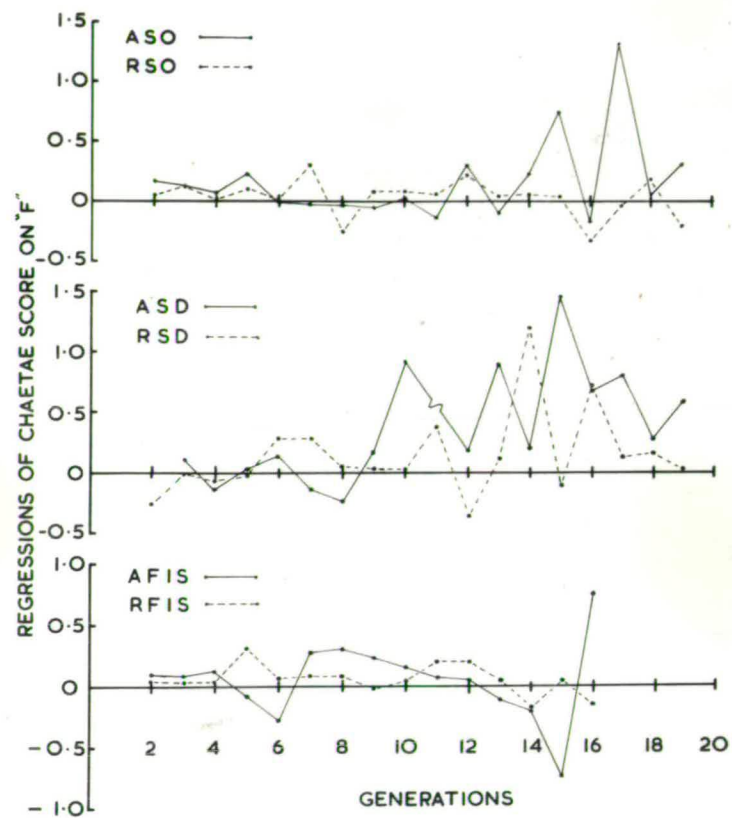 1·5
ASO
RSO
1·0
0·5
0
-0·5
1·5
ASD
RSD
1·0
0·5
0
-0·5
1·0
AFIS
RFIS
0·5
0
-0·5
-1·0
2 4 6 8 10 12 14 16 18 20
GENERATIONS
REGRESSIONS OF CHAETAE SCORE ON "F"